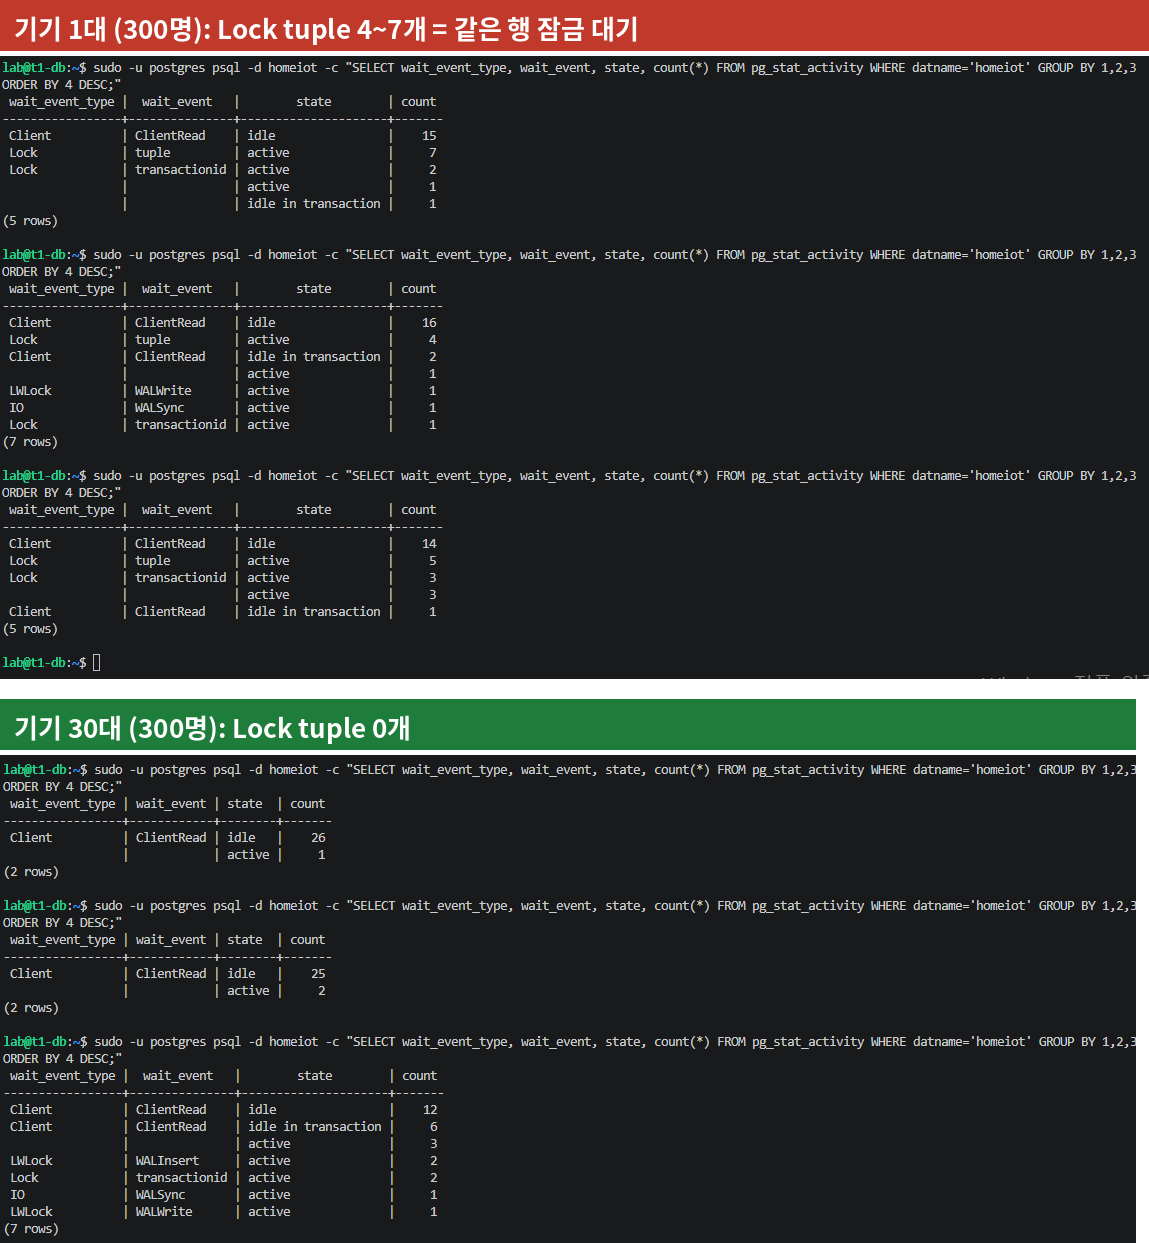 기기 1대 (300명): Lock tuple 4~7개 = 같은 행 잠금 대기
lab@t1-db:~$ sudo -u postgres psql -d homeiot -c "SELECT wait_event_type, wait_event, state, count(*) FROM pg_stat_activity WHERE datname='homeiot' GROUP BY 1,2,3
ORDER BY 4 DESC;"
 wait_event_type |  wait_event   |        state        | count
-----------------+---------------+---------------------+-------
 Client          | ClientRead    | idle                |    15
 Lock            | tuple         | active              |     7
 Lock            | transactionid | active              |     2
                 |               | active              |     1
                 |               | idle in transaction |     1
(5 rows)
lab@t1-db:~$ sudo -u postgres psql -d homeiot -c "SELECT wait_event_type, wait_event, state, count(*) FROM pg_stat_activity WHERE datname='homeiot' GROUP BY 1,2,3
ORDER BY 4 DESC;"
 wait_event_type |  wait_event   |        state        | count
-----------------+---------------+---------------------+-------
 Client          | ClientRead    | idle                |    16
 Lock            | tuple         | active              |     4
 Client          | ClientRead    | idle in transaction |     2
                 |               | active              |     1
 LWLock          | WALWrite      | active              |     1
 IO              | WALSync       | active              |     1
 Lock            | transactionid | active              |     1
(7 rows)
lab@t1-db:~$ sudo -u postgres psql -d homeiot -c "SELECT wait_event_type, wait_event, state, count(*) FROM pg_stat_activity WHERE datname='homeiot' GROUP BY 1,2,3
ORDER BY 4 DESC;"
 wait_event_type |  wait_event   |        state        | count
-----------------+---------------+---------------------+-------
 Client          | ClientRead    | idle                |    14
 Lock            | tuple         | active              |     5
 Lock            | transactionid | active              |     3
                 |               | active              |     3
 Client          | ClientRead    | idle in transaction |     1
(5 rows)
lab@t1-db:~$
기기 30대 (300명): Lock tuple 0개
lab@t1-db:~$ sudo -u postgres psql -d homeiot -c "SELECT wait_event_type, wait_event, state, count(*) FROM pg_stat_activity WHERE datname='homeiot' GROUP BY 1,2,3
ORDER BY 4 DESC;"
 wait_event_type | wait_event | state  | count
-----------------+------------+--------+-------
 Client          | ClientRead | idle   |    26
                 |            | active |     1
(2 rows)
lab@t1-db:~$ sudo -u postgres psql -d homeiot -c "SELECT wait_event_type, wait_event, state, count(*) FROM pg_stat_activity WHERE datname='homeiot' GROUP BY 1,2,3
ORDER BY 4 DESC;"
 wait_event_type | wait_event | state  | count
-----------------+------------+--------+-------
 Client          | ClientRead | idle   |    25
                 |            | active |     2
(2 rows)
lab@t1-db:~$ sudo -u postgres psql -d homeiot -c "SELECT wait_event_type, wait_event, state, count(*) FROM pg_stat_activity WHERE datname='homeiot' GROUP BY 1,2,3
ORDER BY 4 DESC;"
 wait_event_type |  wait_event   |        state        | count
-----------------+---------------+---------------------+-------
 Client          | ClientRead    | idle                |    12
 Client          | ClientRead    | idle in transaction |     6
                 |               | active              |     3
 LWLock          | WALInsert     | active              |     2
 Lock            | transactionid | active              |     2
 IO              | WALSync       | active              |     1
 LWLock          | WALWrite      | active              |     1
(7 rows)